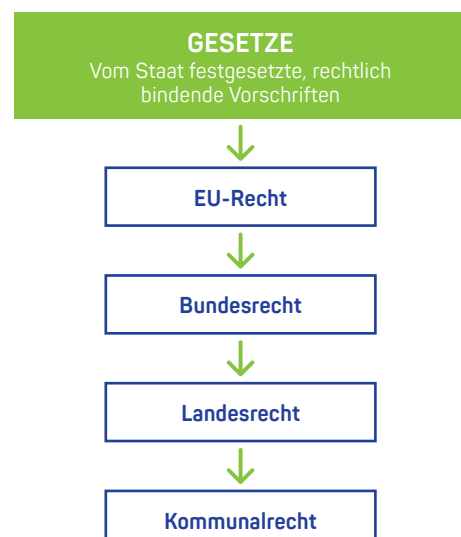 GESETZE
Vom Staat festgesetzte, rechtlich
bindende Vorschriften
EU-Recht
Bundesrecht
Landesrecht
Kommunalrecht